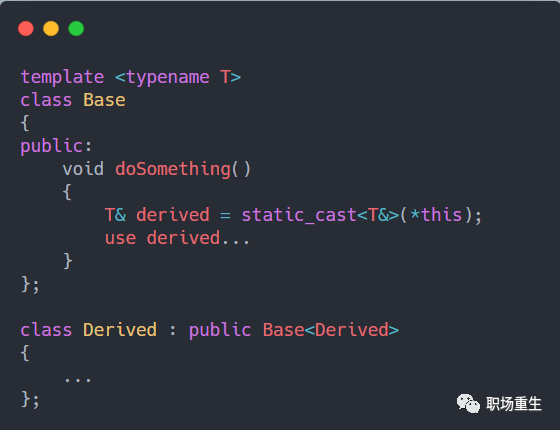 template <typename T>
class Base
{
public:
    void doSomething()
    {
        T& derived = static_cast<T&>(*this);
        use derived...
    }
};

class Derived : public Base<Derived>
{
    ...
};
职场重生